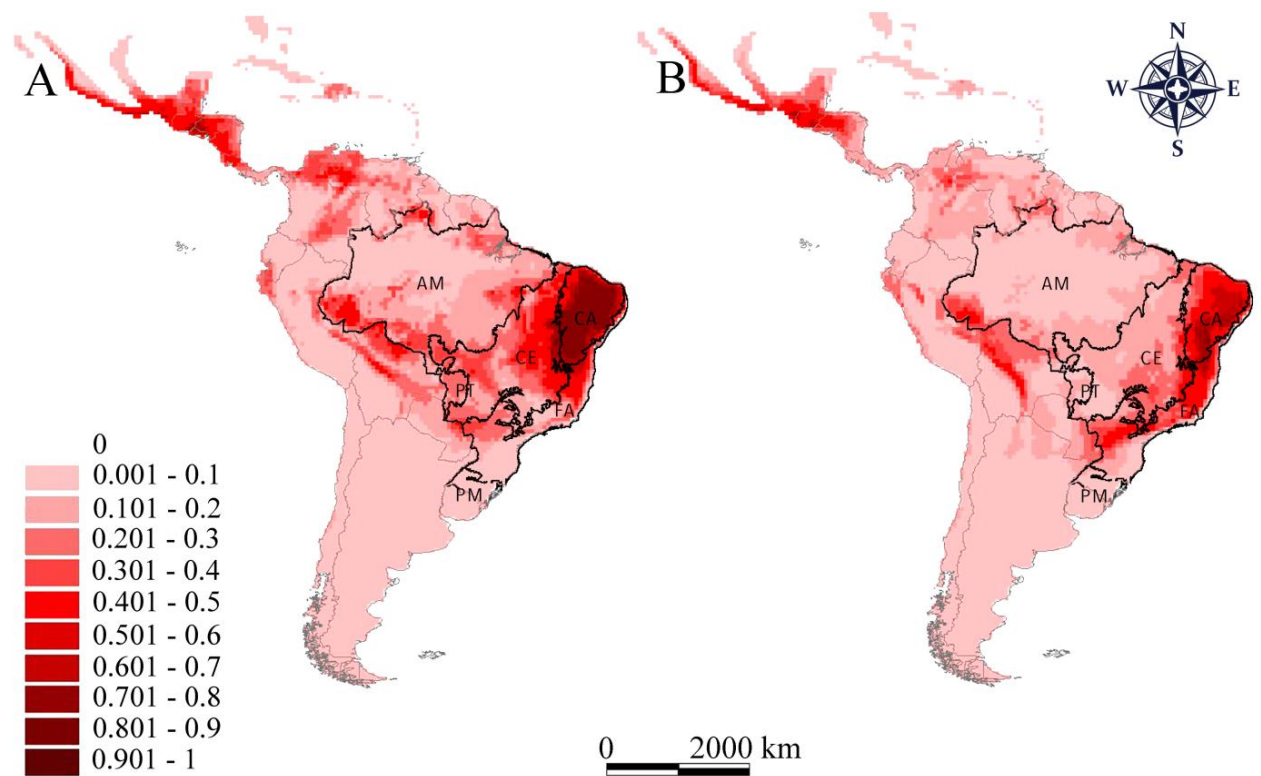 A
B
N
W
E
S
AM
CA
CE
PT
FA
PM
AM
CA
CE
PT
FA
PM
0
0.001 - 0.1
0.101 - 0.2
0.201 - 0.3
0.301 - 0.4
0.401 - 0.5
0.501 - 0.6
0.601 - 0.7
0.701 - 0.8
0.801 - 0.9
0.901 - 1
0 2000 km